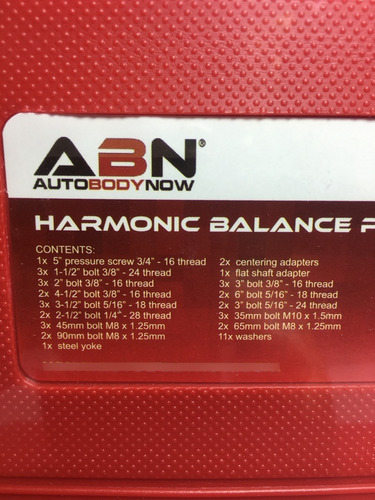 ABN®
AUTOBODYNOW
HARMONIC BALANCE P
CONTENTS:
1x 5" pressure screw 3/4" - 16 thread
3x 1-1/2" bolt 3/8" - 24 thread
3x 2" bolt 3/8" - 16 thread
2x 4-1/2" bolt 3/8" - 16 thread
3x 3-1/2" bolt 5/16" - 18 thread
2x 2-1/2" bolt 1/4" - 28 thread
3x 45mm bolt M8 x 1.25mm
2x 90mm bolt M8 x 1.25mm
1x steel yoke
2x centering adapters
1x flat shaft adapter
3x 3" bolt 3/8" - 16 thread
2x 6" bolt 5/16" - 18 thread
2x 3" bolt 5/16" - 24 thread
3x 35mm bolt M10 x 1.5mm
2x 65mm bolt M8 x 1.25mm
11x washers